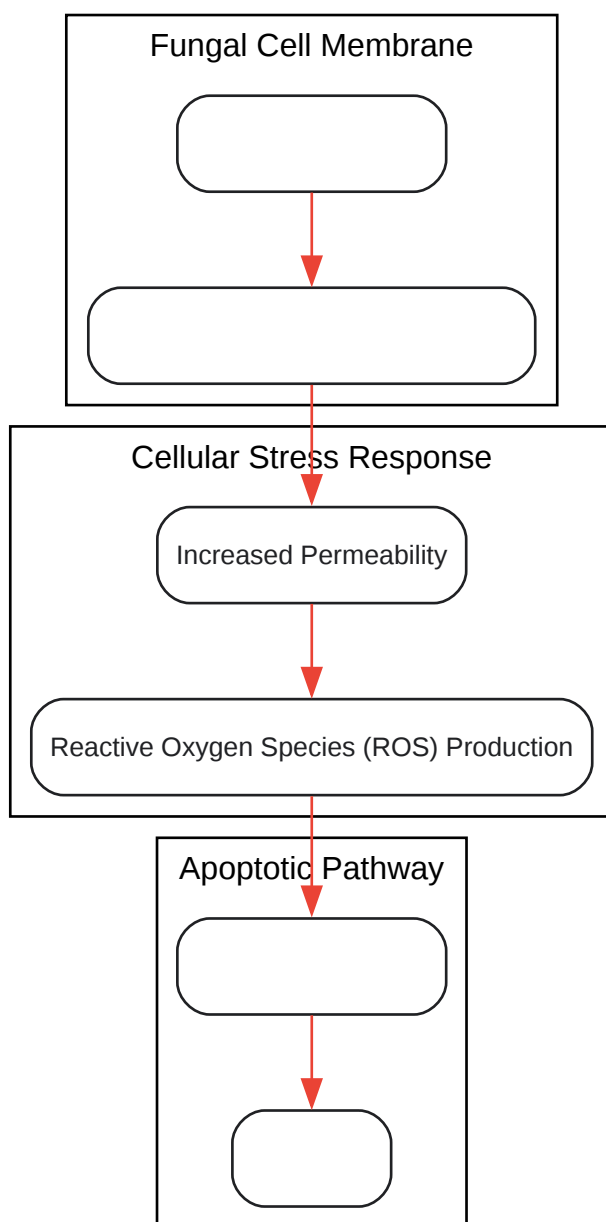 Fungal Cell Membrane
Cellular Stress Response
Increased Permeability
Reactive Oxygen Species (ROS) Production
Apoptotic Pathway